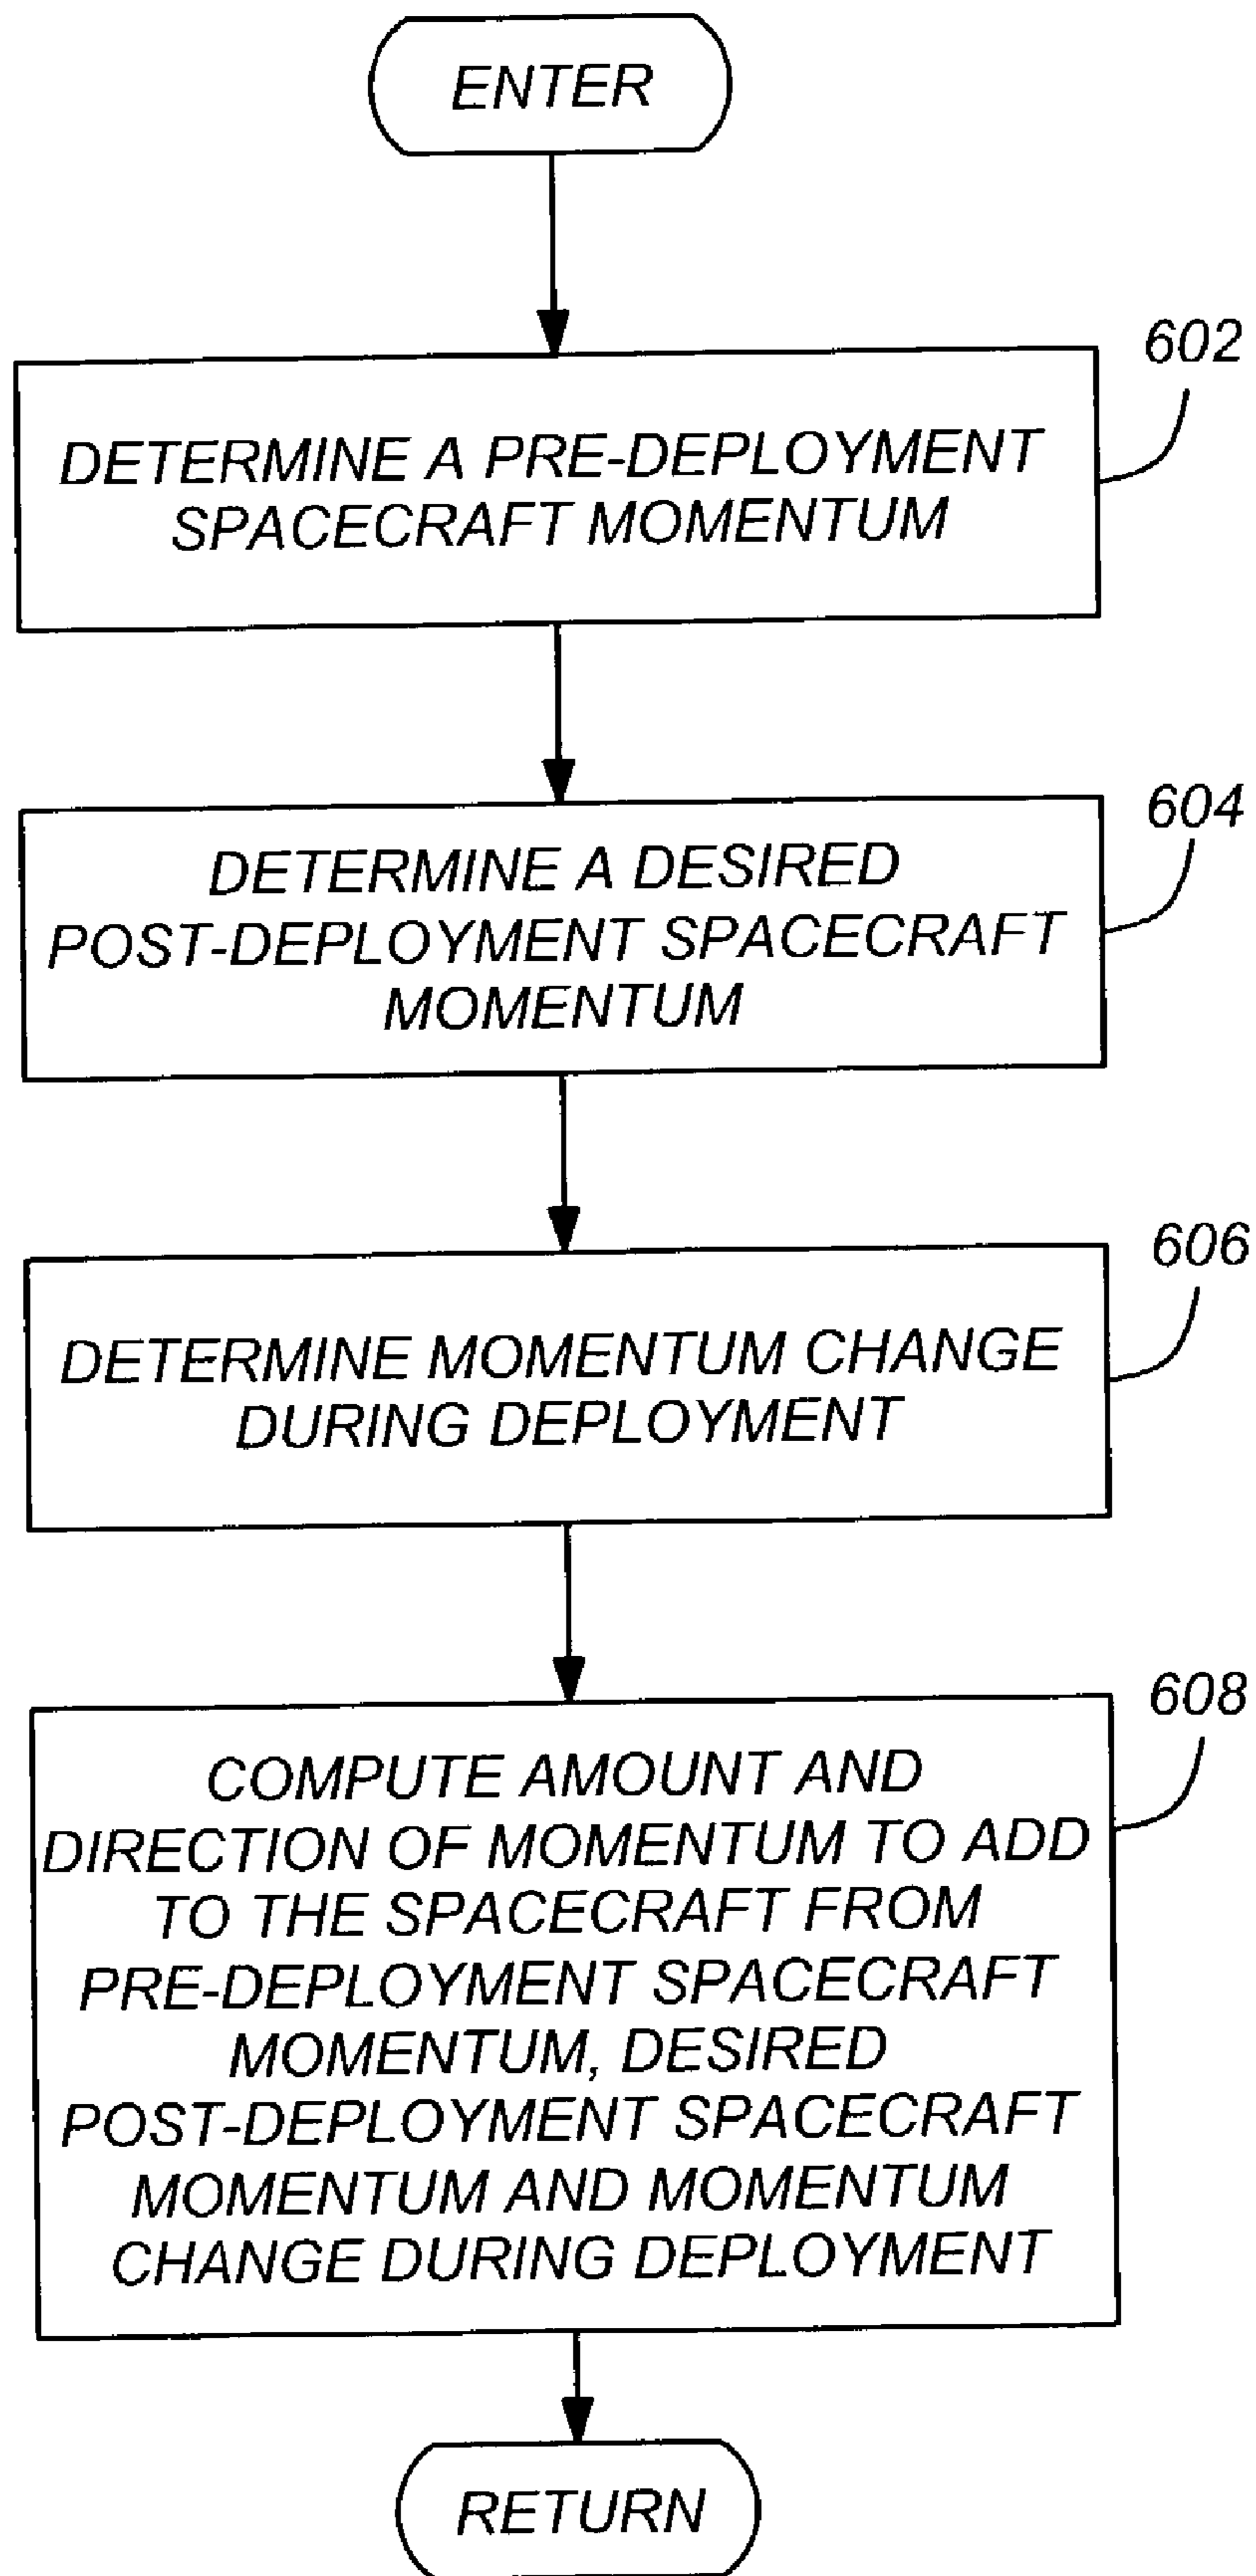 ENTER
602
DETERMINE A PRE-DEPLOYMENT
SPACECRAFT MOMENTUM
604
DETERMINE A DESIRED
POST-DEPLOYMENT SPACECRAFT
MOMENTUM
606
DETERMINE MOMENTUM CHANGE
DURING DEPLOYMENT
608
COMPUTE AMOUNT AND
DIRECTION OF MOMENTUM TO ADD
TO THE SPACECRAFT FROM
PRE-DEPLOYMENT SPACECRAFT
MOMENTUM, DESIRED
POST-DEPLOYMENT SPACECRAFT
MOMENTUM AND MOMENTUM
CHANGE DURING DEPLOYMENT
RETURN